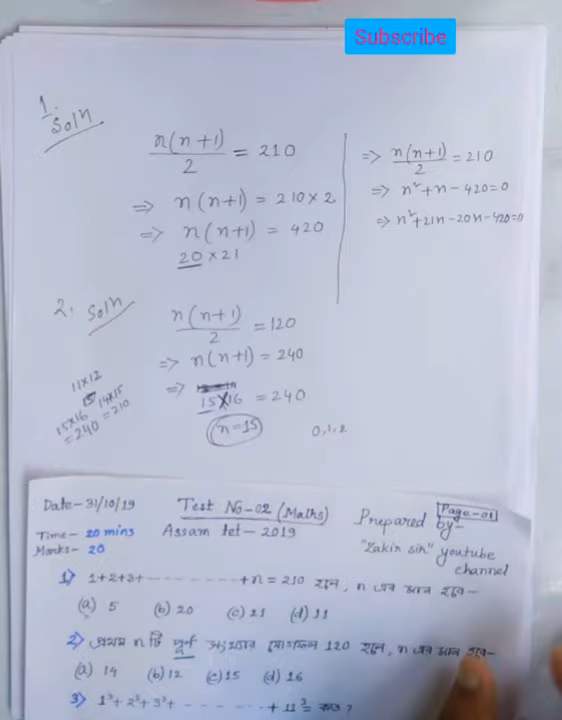 Subscribe
1.
Soln
n(n+1)/2 = 210
=> n(n+1) = 210×2
=> n(n+1) = 420
20 × 21
=> n(n+1)/2 = 210
=> n²+n-420=0
=> n²+21n-20n-420=0
2. Soln
n(n+1)/2 = 120
=> n(n+1) = 240
=> 15×16 = 240
n=15
0,1,2
11×12
14×15
=210
15×16
=240
Date- 31/10/19 Test No-02 (Maths) Page-01
Time- 20 mins Assam tet- 2019 Prepared by-
Marks- 20 "Zakir sir" youtube channel
1) 1+2+3+ - - - - - - - - - +n = 210 হলে, n এর মান হবে-
(a) 5 (b) 20 (c) 21 (d) 11
2) প্ৰথম n টি পূৰ্ণ সংখ্যার যোগফল 120 হলে, n এর মান হবে-
(a) 14 (b) 12 (c) 15 (d) 16
3) 1³+ 2³+ 3³+ - - - - - - - + 11³ = কত?